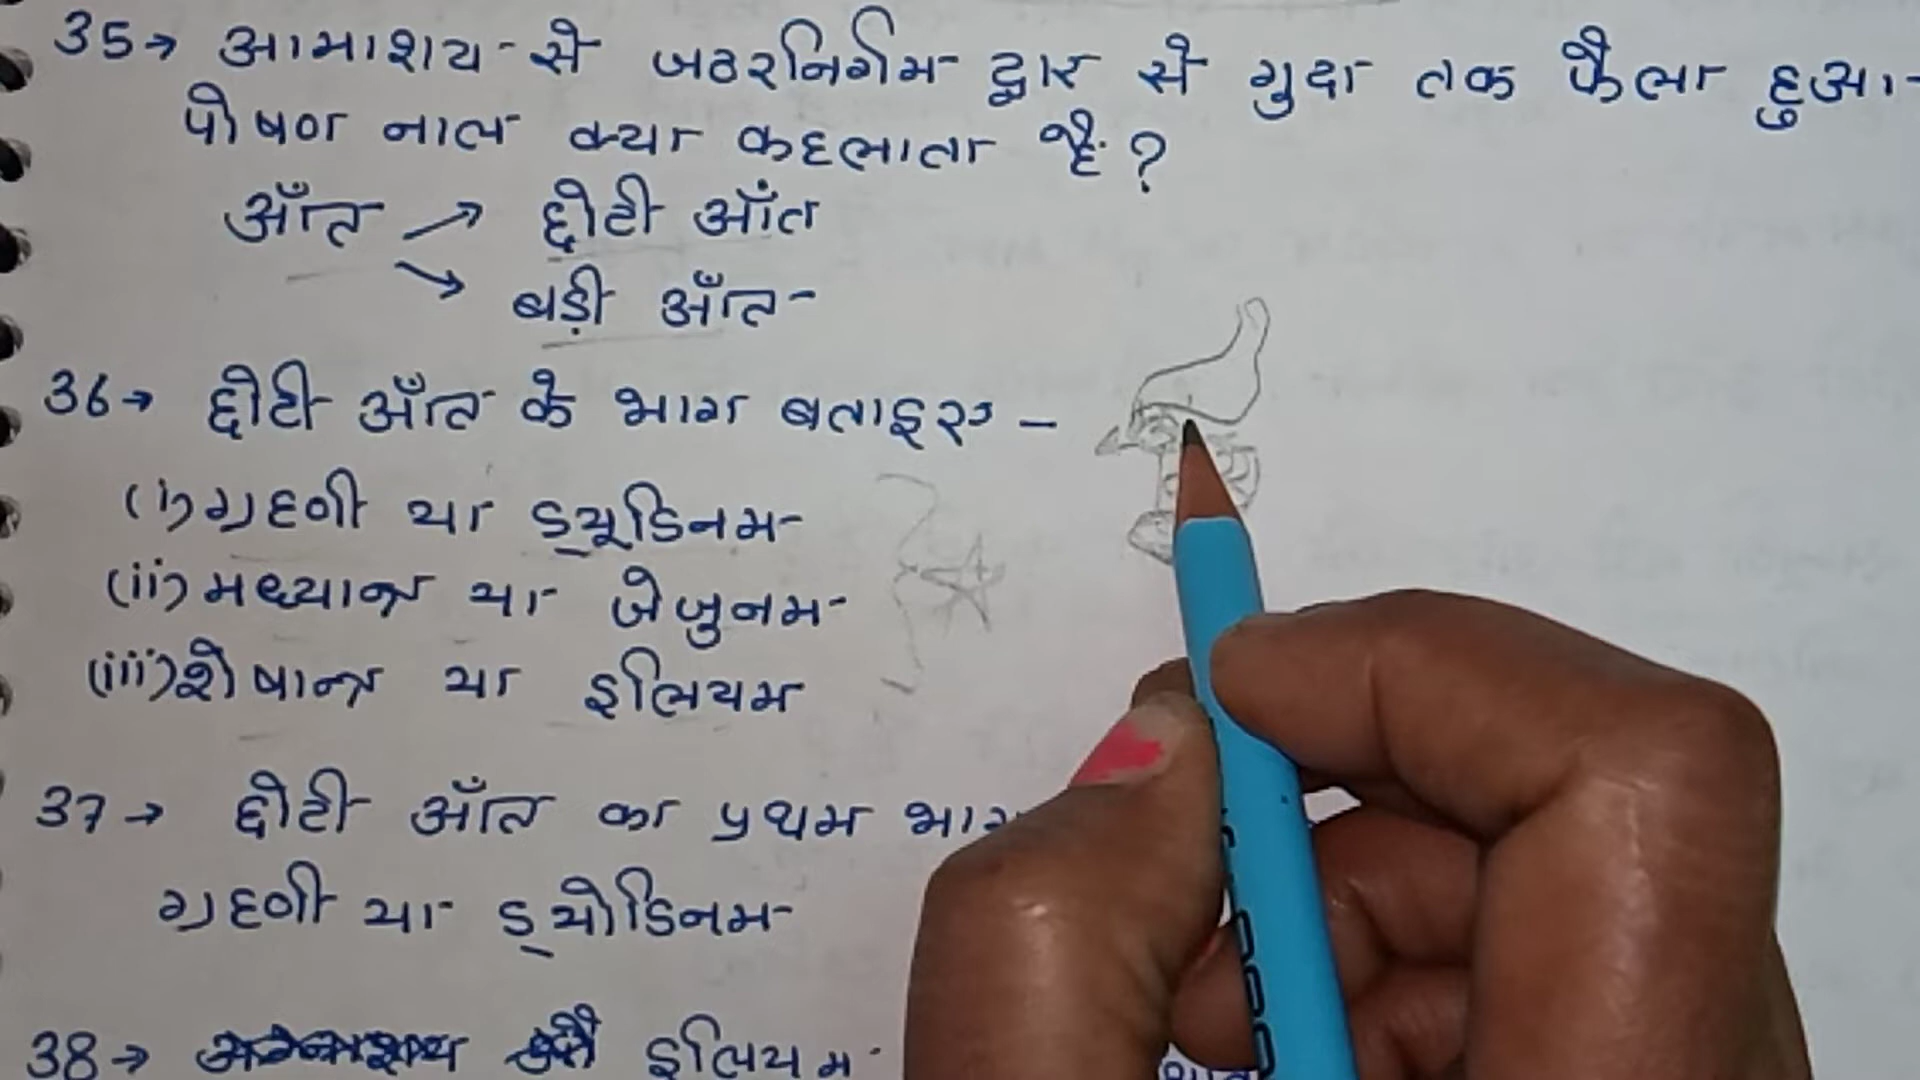 35→ आमाशय से जठरनिर्गम द्वार से गुदा तक फैला हुआ
पोषण नाल क्या कहलाता है?
आँत → छोटी आँत
→ बड़ी आँत
36→ छोटी आँत के भाग बताइए -
(i) ग्रहणी या ड्यूडिनम
(ii) मध्यान्त्र या जेजुनम
(iii) शेषान्त्र या इलियम
37→ छोटी आँत का प्रथम भाग
ग्रहणी या ड्योडिनम
38→ इलियम